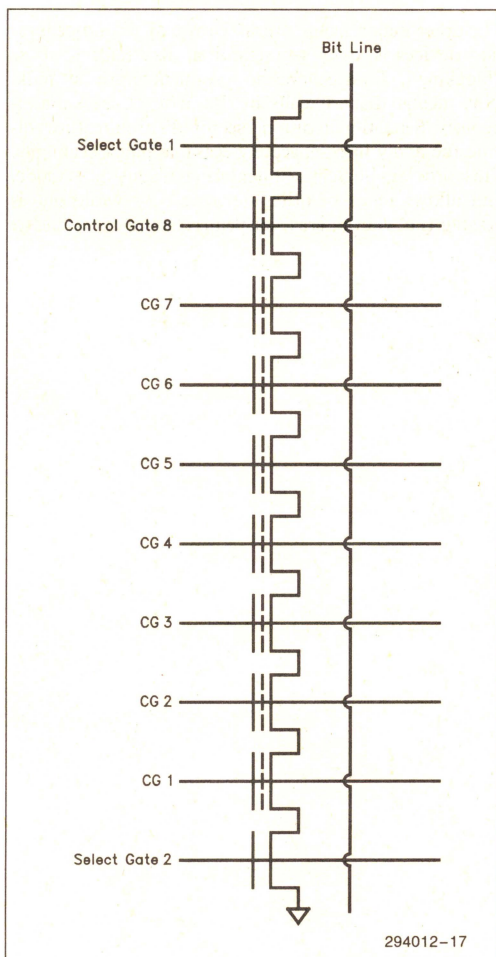 Bit Line
Select Gate 1
Control Gate 8
CG 7
CG 6
CG 5
CG 4
CG 3
CG 2
CG 1
Select Gate 2
294012-17